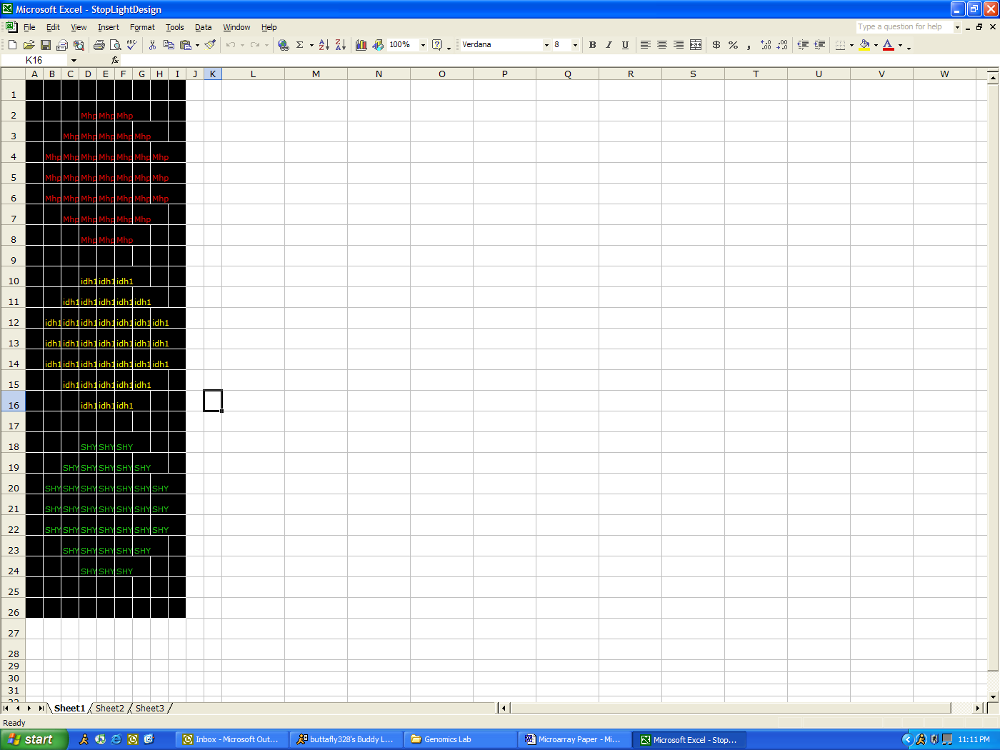 Microsoft Excel - StopLightDesign
File Edit View Insert Format Tools Data Window Help Type a question for help
100% Verdana 8 B I U $ % ,
K16 fx
A B C D E F G H I J K L M N O P Q R S T U V W
1
2 Mhp Mhp Mhp
3 Mhp Mhp Mhp Mhp Mhp
4 Mhp Mhp Mhp Mhp Mhp Mhp Mhp
5 Mhp Mhp Mhp Mhp Mhp Mhp Mhp
6 Mhp Mhp Mhp Mhp Mhp Mhp Mhp
7 Mhp Mhp Mhp Mhp Mhp
8 Mhp Mhp Mhp
9
10 idh1 idh1 idh1
11 idh1 idh1 idh1 idh1 idh1
12 idh1 idh1 idh1 idh1 idh1 idh1 idh1
13 idh1 idh1 idh1 idh1 idh1 idh1 idh1
14 idh1 idh1 idh1 idh1 idh1 idh1 idh1
15 idh1 idh1 idh1 idh1 idh1
16 idh1 idh1 idh1
17
18 SHY SHY SHY
19 SHY SHY SHY SHY SHY
20 SHY SHY SHY SHY SHY SHY SHY
21 SHY SHY SHY SHY SHY SHY SHY
22 SHY SHY SHY SHY SHY SHY SHY
23 SHY SHY SHY SHY SHY
24 SHY SHY SHY
25
26
27
28
29
30
31
Sheet1 Sheet2 Sheet3
Ready
start Inbox - Microsoft Out... buttafly328's Buddy L... Genomics Lab Microarray Paper - Mi... Microsoft Excel - Stop... 11:11 PM